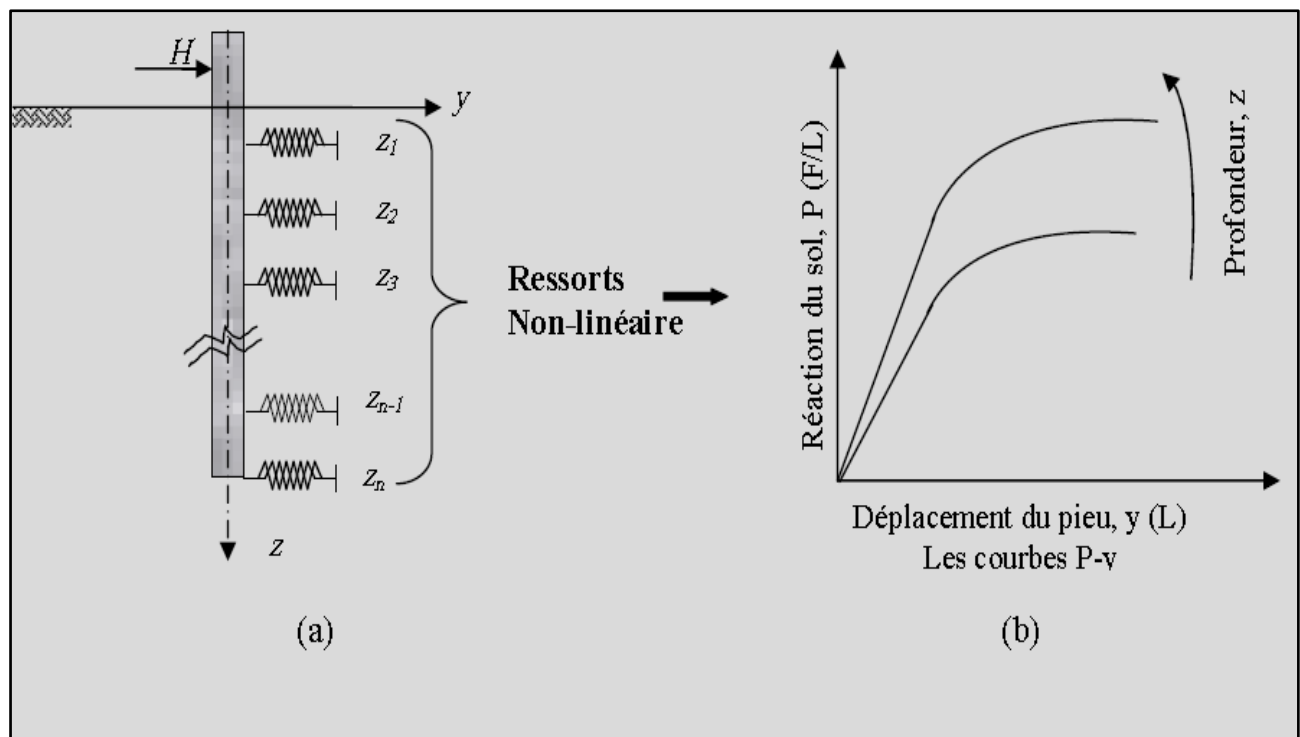 H
y
z1
z2
z3
zn-1
zn
z
Ressorts
Non-linéaire
(a)
Réaction du sol, P (F/L)
Profondeur, z
Déplacement du pieu, y (L)
Les courbes P-y
(b)